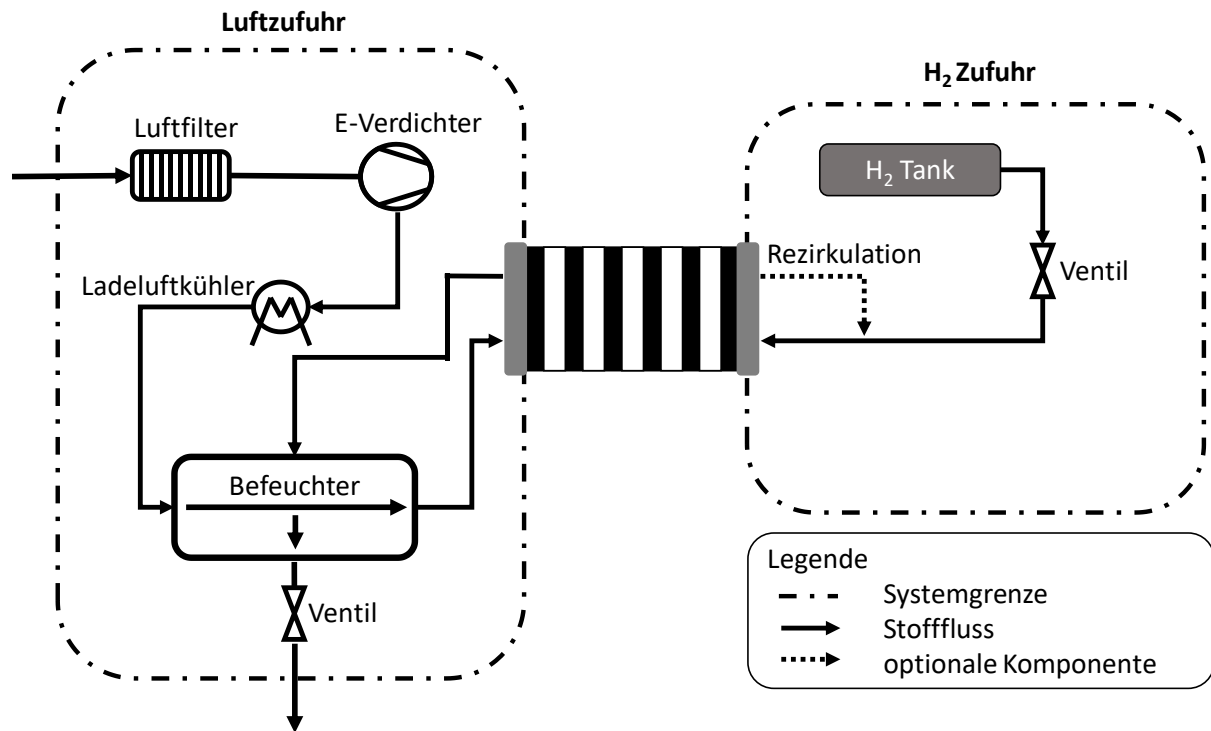 Luftzufuhr
H₂ Zufuhr
Luftfilter
E-Verdichter
H₂ Tank
Rezirkulation
Ventil
Ladeluftkühler
Befeuchter
Ventil
Legende
Systemgrenze
Stofffluss
optionale Komponente